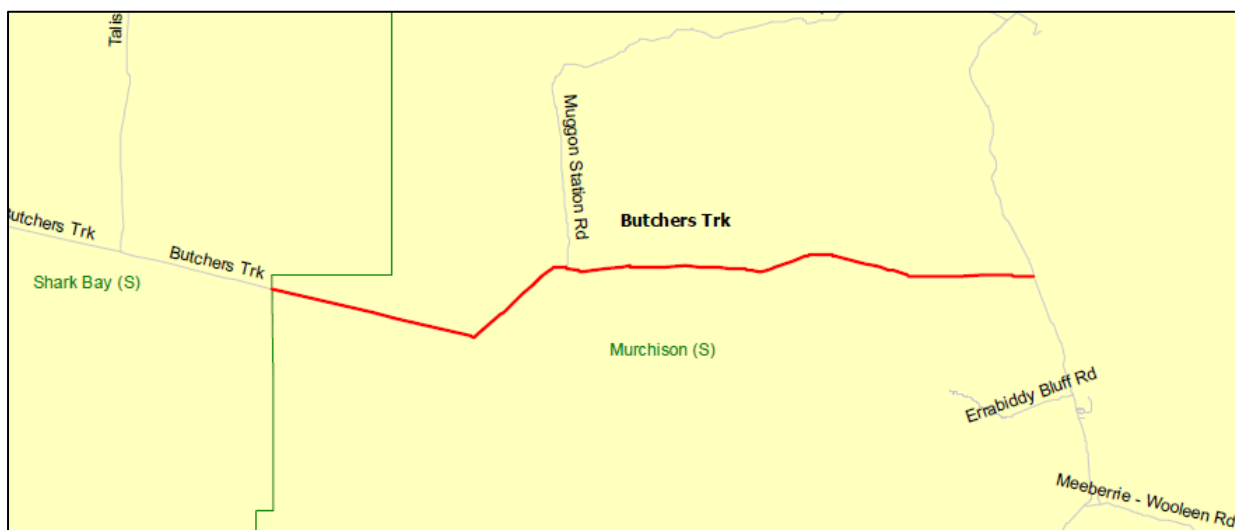 Talis
Muggon Station Rd
Butchers Trk
Butchers Trk
Butchers Trk
Shark Bay (S)
Murchison (S)
Errabiddy Bluff Rd
Meeberrie - Wooleen Rd